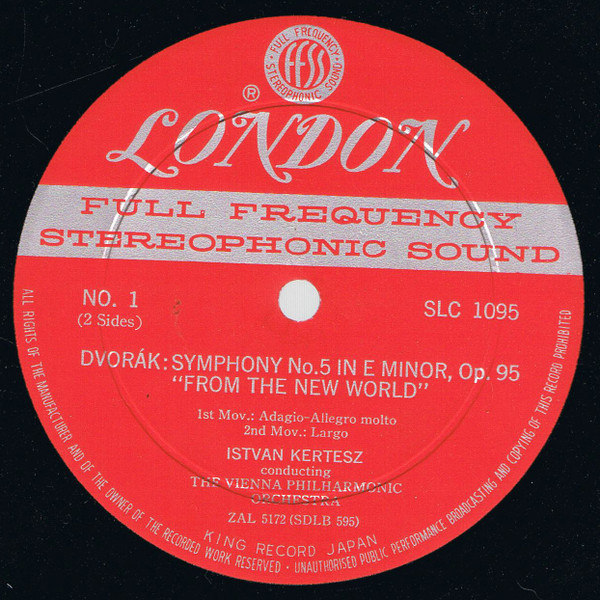 FULL FREQUENCY
FFSS
STEREOPHONIC SOUND
®
LONDON
FULL FREQUENCY
STEREOPHONIC SOUND
NO. 1
(2 Sides)
SLC 1095
DVORÁK: SYMPHONY No.5 IN E MINOR, Op. 95
"FROM THE NEW WORLD"
1st Mov.: Adagio-Allegro molto
2nd Mov.: Largo
ISTVAN KERTESZ
conducting
THE VIENNA PHILHARMONIC
ORCHESTRA
ZAL 5172 (SDLB 595)
KING RECORD JAPAN
ALL RIGHTS OF THE MANUFACTURER AND OF THE OWNER OF THE RECORDED WORK RESERVED · UNAUTHORISED PUBLIC PERFORMANCE BROADCASTING AND COPYING OF THIS RECORD PROHIBITED